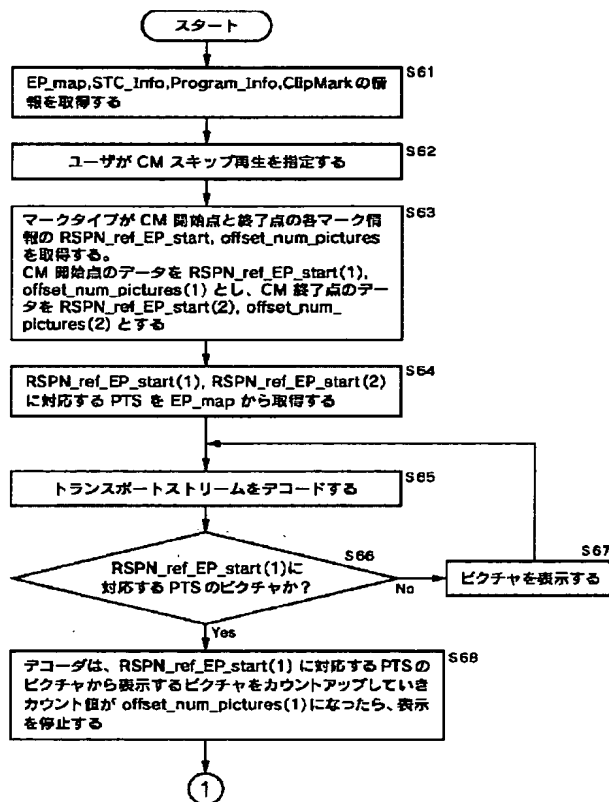 スタート
S61
EP_map,STC_Info,Program_Info,ClipMarkの情
報を取得する
S62
ユーザが CM スキップ再生を指定する
S63
マークタイプが CM 開始点と終了点の各マーク情
報の RSPN_ref_EP_start, offset_num_pictures
を取得する。
CM 開始点のデータを RSPN_ref_EP_start(1),
offset_num_pictures(1) とし、CM 終了点のデー
タを RSPN_ref_EP_start(2), offset_num_
pictures(2) とする
S64
RSPN_ref_EP_start(1), RSPN_ref_EP_start(2)
に対応する PTS を EP_map から取得する
S65
トランスポートストリームをデコードする
S66
RSPN_ref_EP_start(1)に
対応する PTS のピクチャか?
No
S67
ピクチャを表示する
Yes
S68
デコーダは、RSPN_ref_EP_start(1) に対応する PTS の
ピクチャから表示するピクチャをカウントアップしていき
カウント値が offset_num_pictures(1) になったら、表示
を停止する
1